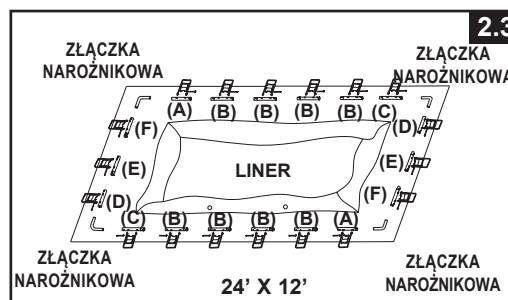 2.3
ZŁĄCZKA
NAROŻNIKOWA
ZŁĄCZKA
NAROŻNIKOWA
(A) (B) (B) (B) (B) (C)
(F) (D)
(E) LINER (E)
(D) (F)
(C) (B) (B) (B) (B) (A)
ZŁĄCZKA
NAROŻNIKOWA
24' X 12'
ZŁĄCZKA
NAROŻNIKOWA